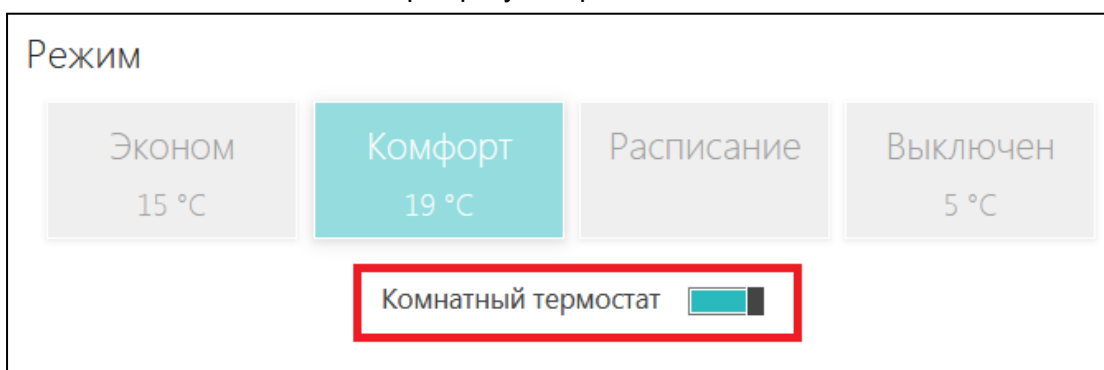 Режим
Эконом Комфорт Расписание Выключен
15 °C 19 °C 5 °C
Комнатный термостат